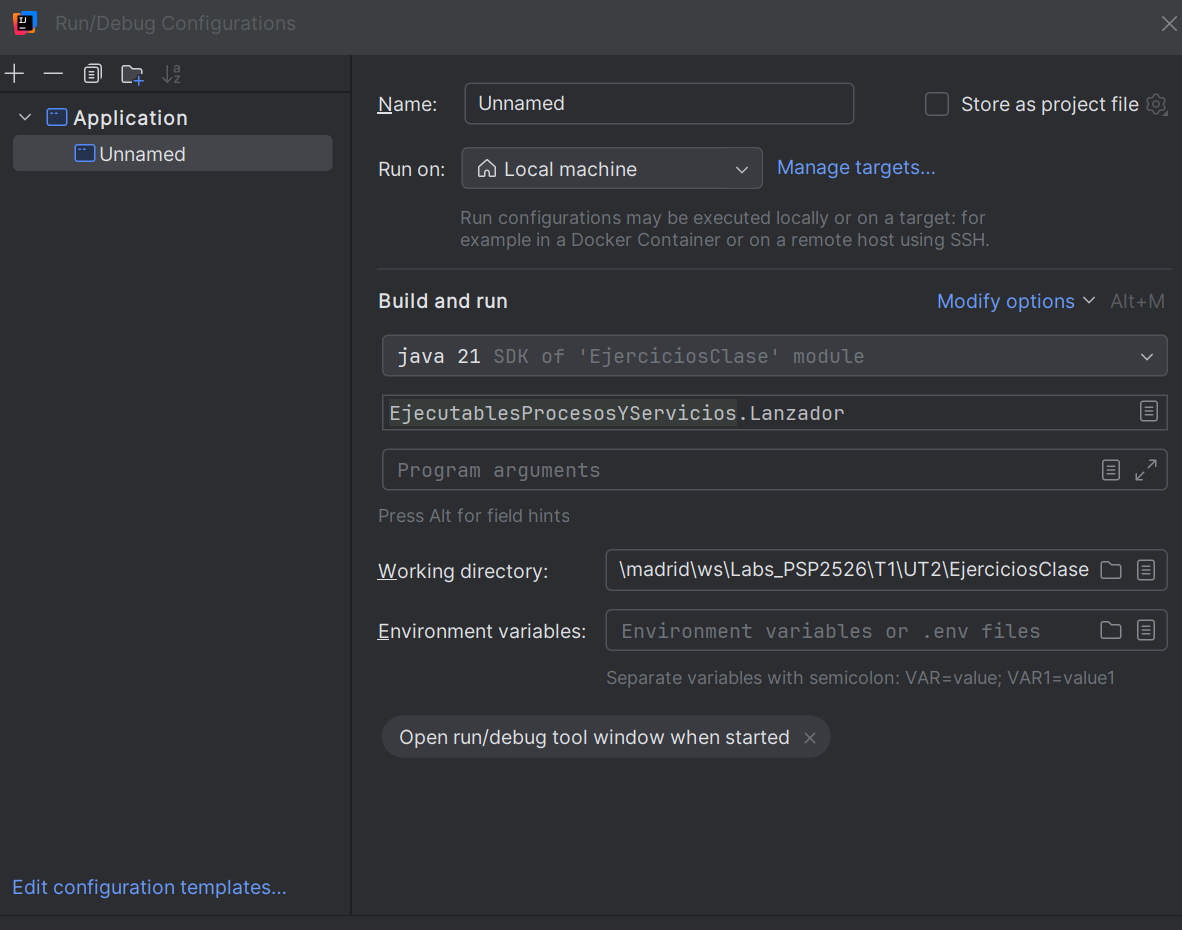 Run/Debug Configurations
Application
Unnamed
Name: Unnamed Store as project file
Run on: Local machine Manage targets...
Run configurations may be executed locally or on a target: for
example in a Docker Container or on a remote host using SSH.
Build and run Modify options Alt+M
java 21 SDK of 'EjerciciosClase' module
EjecutablesProcesosYServicios.Lanzador
Program arguments
Press Alt for field hints
Working directory: \madrid\ws\Labs_PSP2526\T1\UT2\EjerciciosClase
Environment variables: Environment variables or .env files
Separate variables with semicolon: VAR=value; VAR1=value1
Open run/debug tool window when started
Edit configuration templates...